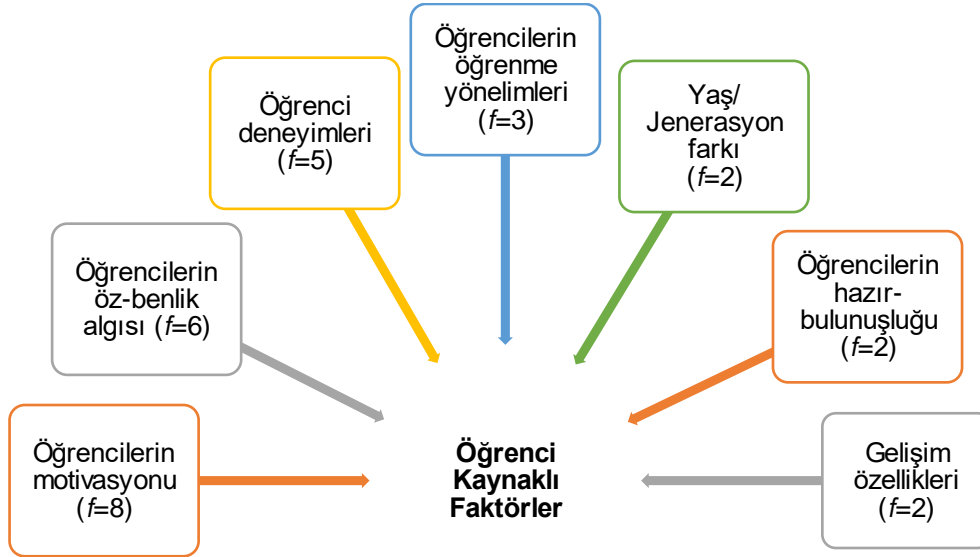 Öğrencilerin
öğrenme
yönelimleri
(f=3)
Öğrenci
deneyimleri
(f=5)
Yaş/
Jenerasyon
farkı
(f=2)
Öğrencilerin
öz-benlik
algısı (f=6)
Öğrencilerin
hazır-
bulunuşluğu
(f=2)
Öğrencilerin
motivasyonu
(f=8)
Öğrenci
Kaynaklı
Faktörler
Gelişim
özellikleri
(f=2)